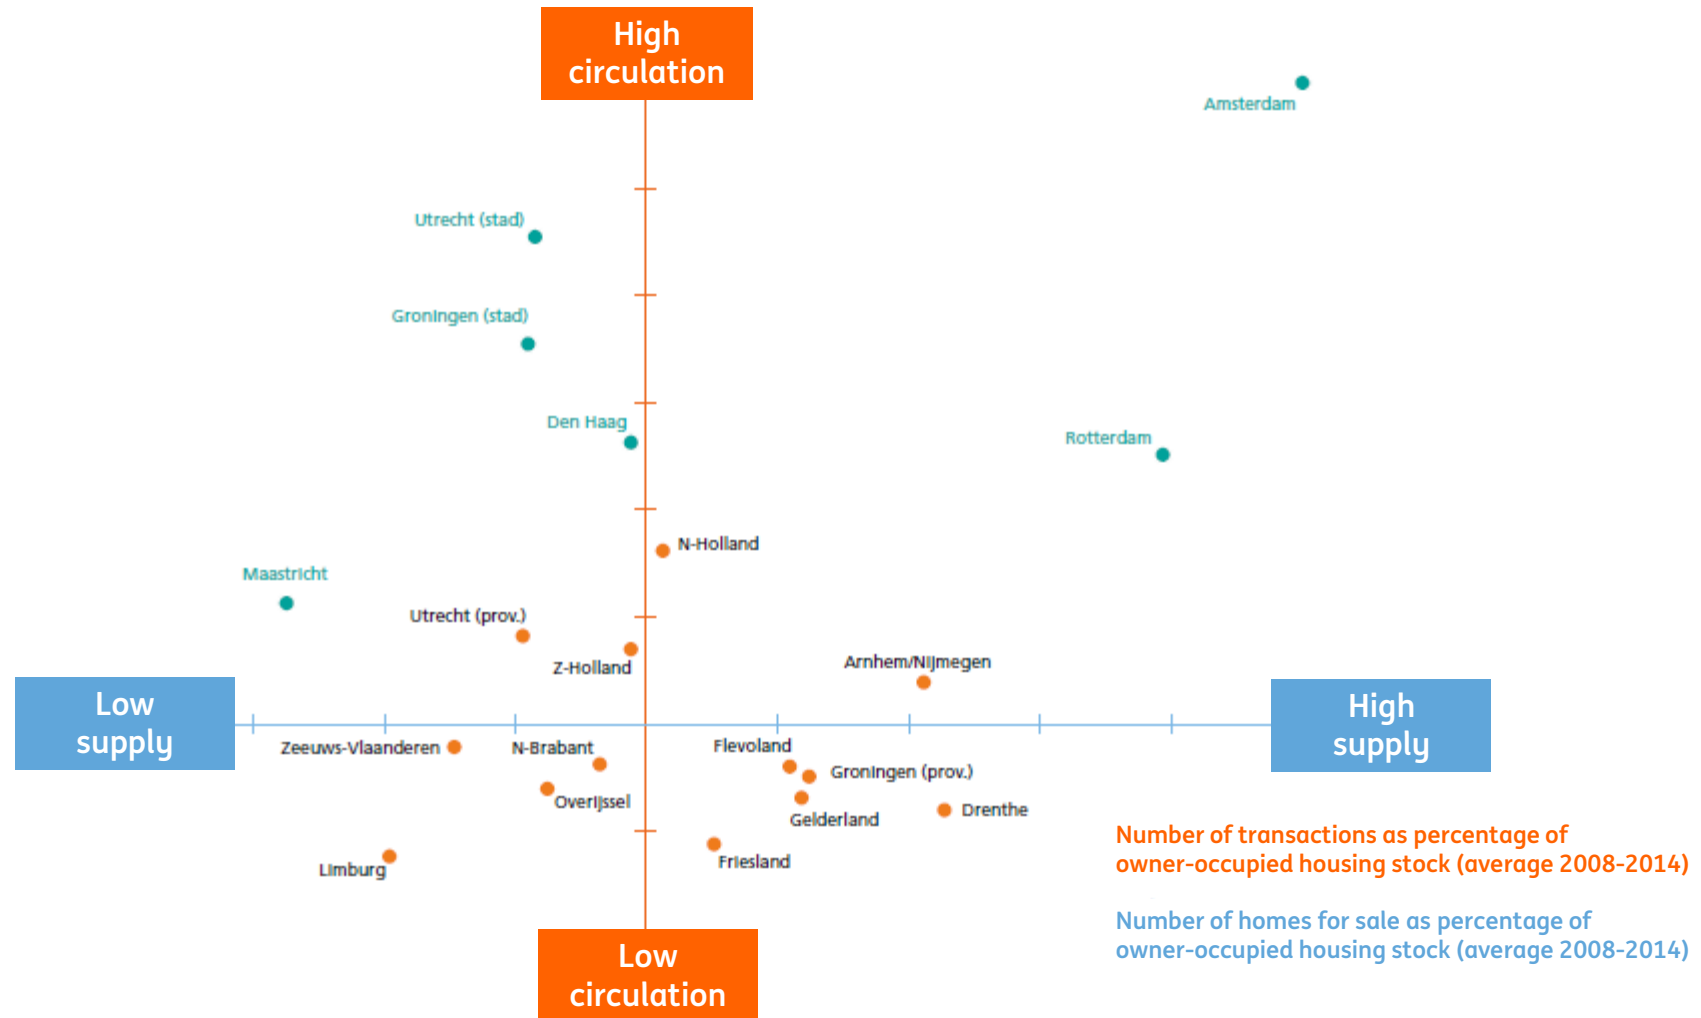 High
circulation
Amsterdam
Utrecht (stad)
Groningen (stad)
Den Haag
Rotterdam
N-Holland
Maastricht
Utrecht (prov.)
Z-Holland
Arnhem/Nijmegen
Low
supply
High
supply
Zeeuws-Vlaanderen
N-Brabant
Flevoland
Groningen (prov.)
Overijssel
Gelderland
Drenthe
Limburg
Friesland
Number of transactions as percentage of
owner-occupied housing stock (average 2008-2014)
Number of homes for sale as percentage of
owner-occupied housing stock (average 2008-2014)
Low
circulation